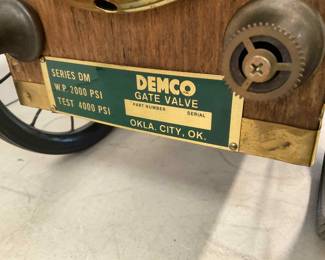 SERIES DM
W.P. 2000 PSI
TEST 4000 PSI
DEMCO
GATE VALVE
PART NUMBER SERIAL
OKLA. CITY, OK.